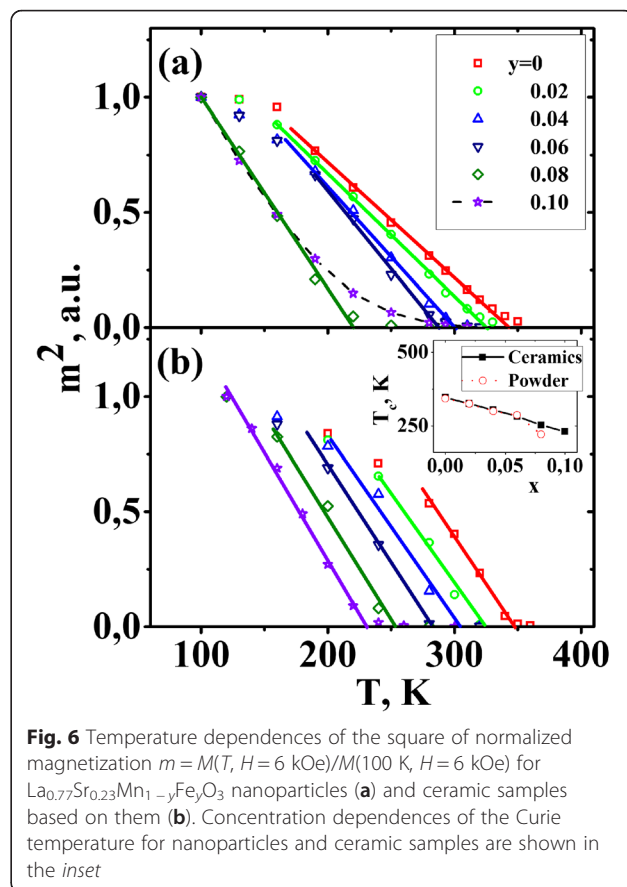 (a)
y=0
0.02
0.04
0.06
0.08
0.10
1,0
0,5
0,0
m², a.u.
(b)
1,0
0,5
0,0
500
250
T_c, K
Ceramics
Powder
0,00 0,05 0,10
x
100 200 300 400
T, K
Fig. 6 Temperature dependences of the square of normalized
magnetization m = M(T, H = 6 kOe)/M(100 K, H = 6 kOe) for
La₀.₇₇Sr₀.₂₃Mn₁ ₋ yFeyO₃ nanoparticles (a) and ceramic samples
based on them (b). Concentration dependences of the Curie
temperature for nanoparticles and ceramic samples are shown in
the inset